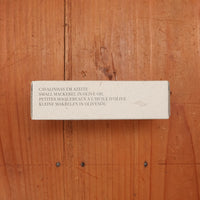 CAVALINHAS EM AZEITE
SMALL MACKEREL IN OLIVE OIL
PETITES MAQUEREAUX À L'HUILE D'OLIVE
KLEINE MAKRELEN IN OLIVENÖL